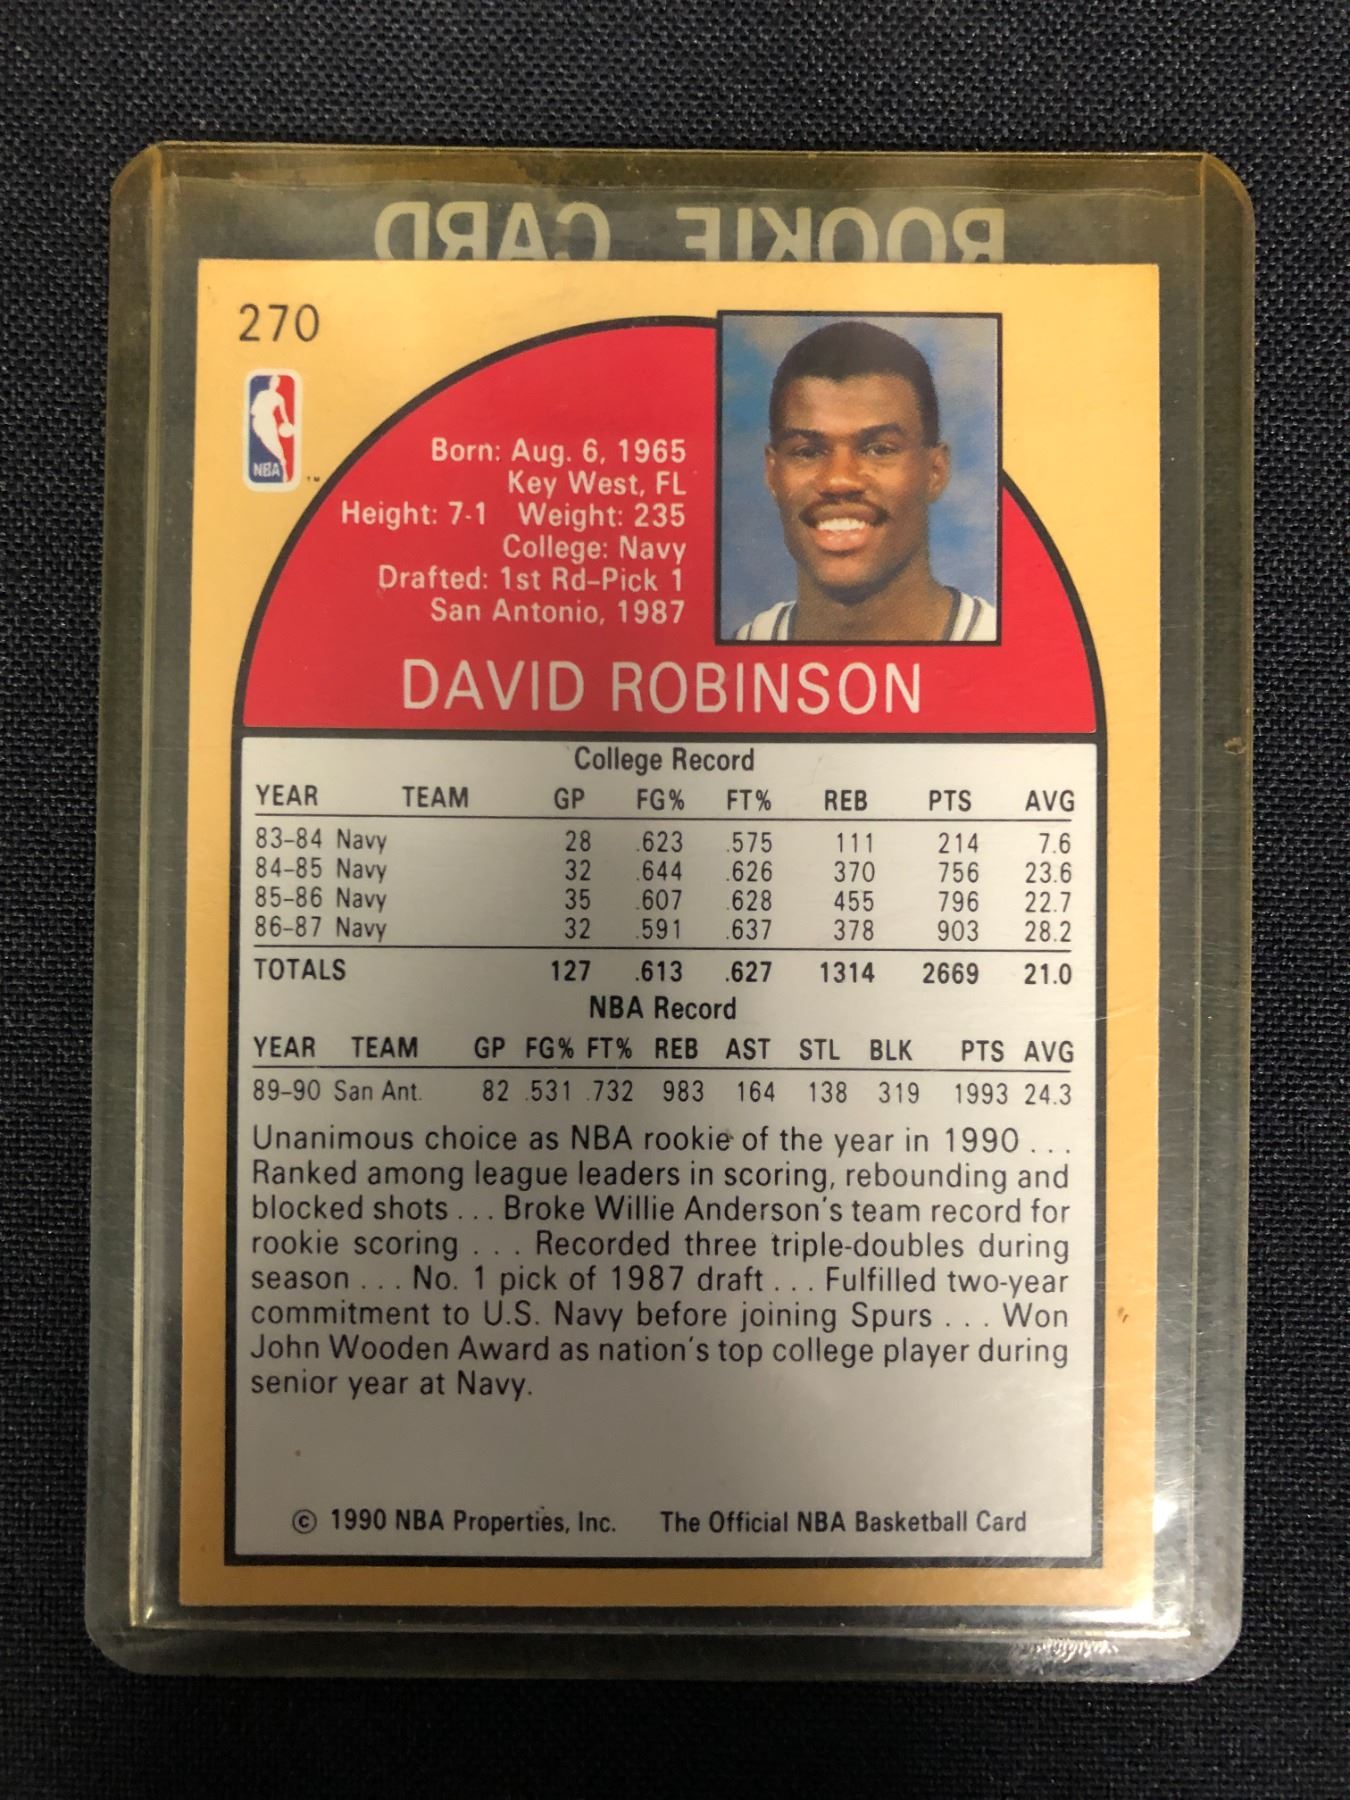 ROOKIE CARD
270
NBA
TM
Born: Aug. 6, 1965
Key West, FL
Height: 7-1 Weight: 235
College: Navy
Drafted: 1st Rd–Pick 1
San Antonio, 1987
DAVID ROBINSON
College Record
YEAR TEAM GP FG% FT% REB PTS AVG
83–84 Navy 28 .623 .575 111 214 7.6
84–85 Navy 32 .644 .626 370 756 23.6
85–86 Navy 35 .607 .628 455 796 22.7
86–87 Navy 32 .591 .637 378 903 28.2
TOTALS 127 .613 .627 1314 2669 21.0
NBA Record
YEAR TEAM GP FG% FT% REB AST STL BLK PTS AVG
89–90 San Ant. 82 .531 .732 983 164 138 319 1993 24.3
Unanimous choice as NBA rookie of the year in 1990 . . .
Ranked among league leaders in scoring, rebounding and
blocked shots . . . Broke Willie Anderson's team record for
rookie scoring . . . Recorded three triple-doubles during
season . . . No. 1 pick of 1987 draft . . . Fulfilled two-year
commitment to U.S. Navy before joining Spurs . . . Won
John Wooden Award as nation's top college player during
senior year at Navy.
© 1990 NBA Properties, Inc. The Official NBA Basketball Card